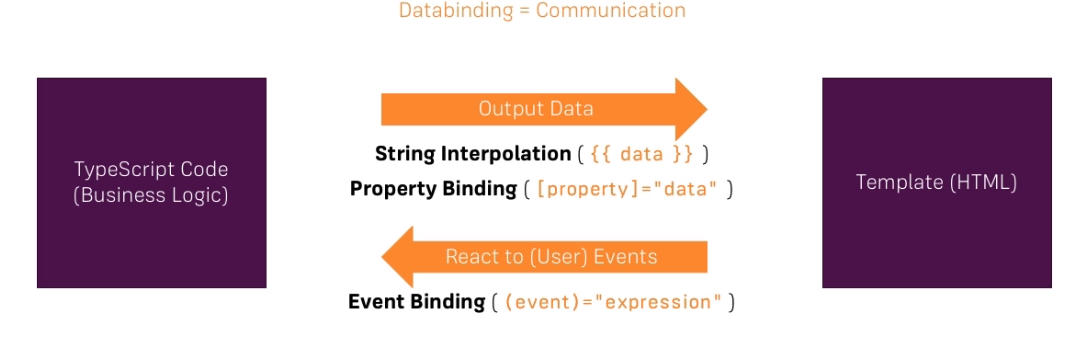 Databinding = Communication
TypeScript Code
(Business Logic)
Output Data
String Interpolation ( {{ data }} )
Property Binding ( [property]="data" )
React to (User) Events
Event Binding ( (event)="expression" )
Template (HTML)